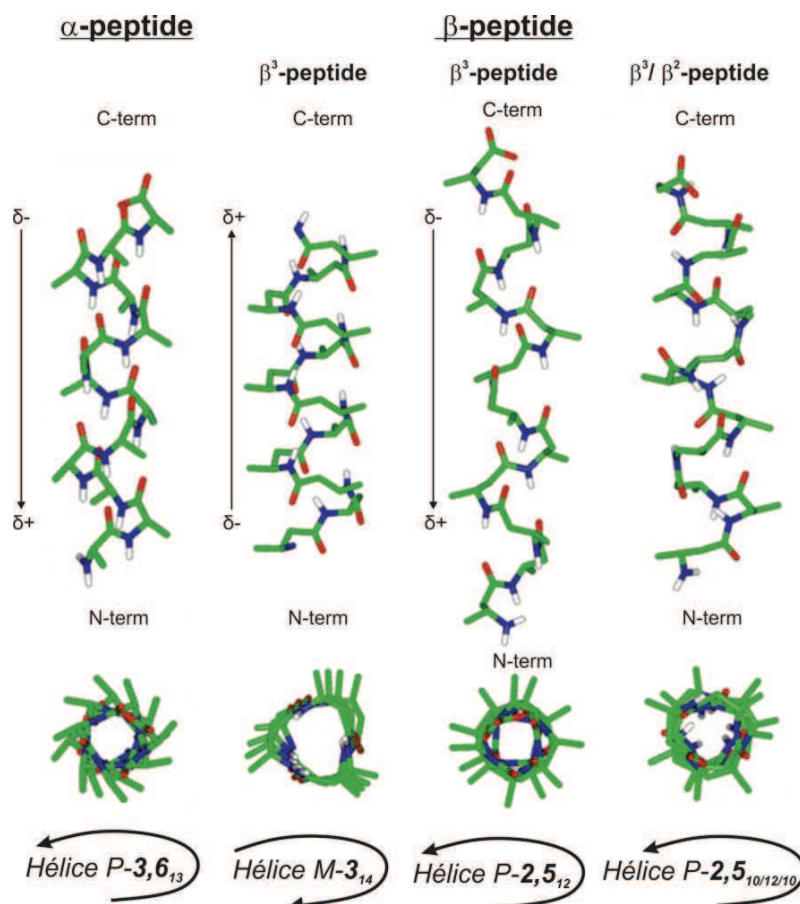 α-peptide
β-peptide
β³-peptide
β³-peptide
β³/ β²-peptide
C-term
C-term
C-term
C-term
δ-
δ+
δ-
δ+
δ-
δ+
N-term
N-term
N-term
N-term
Hélice P-3,6₁₃
Hélice M-3₁₄
Hélice P-2,5₁₂
Hélice P-2,5₁₀/₁₂/₁₀